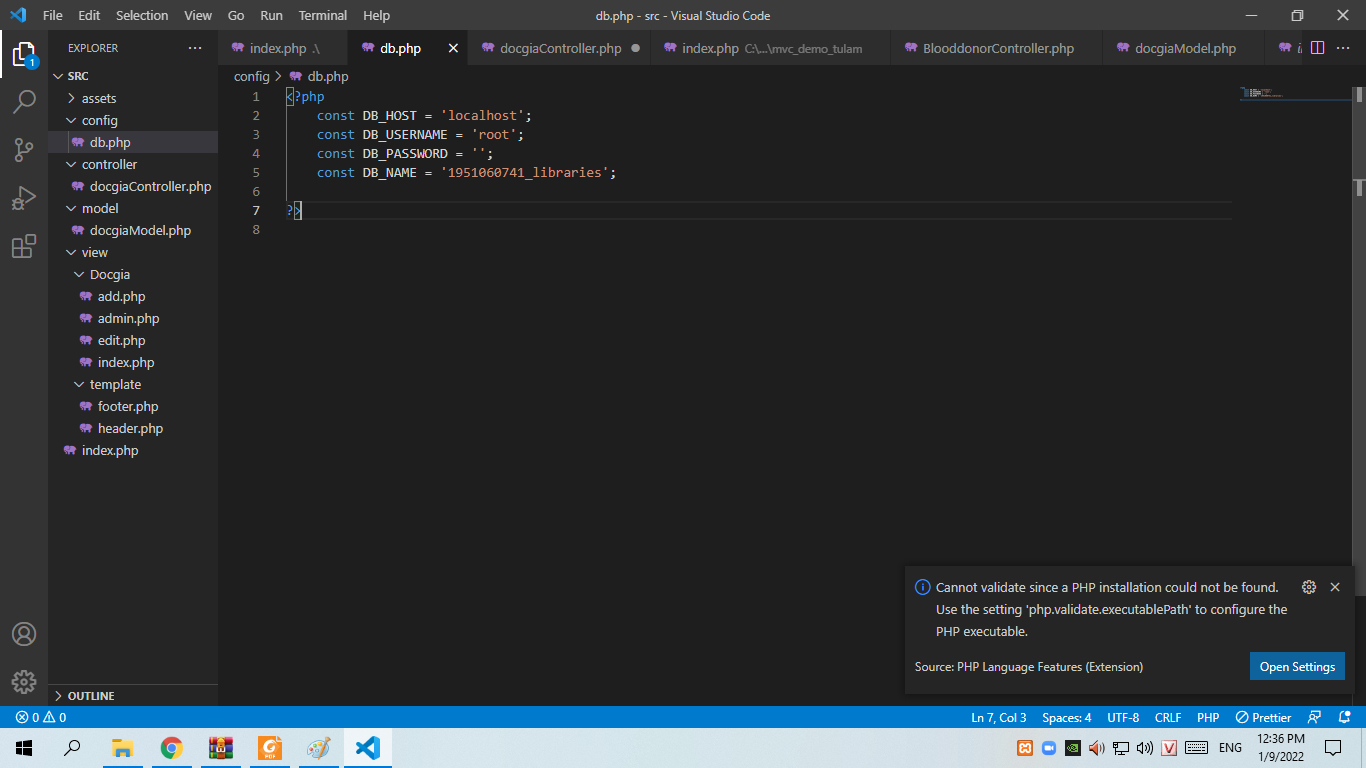 File Edit Selection View Go Run Terminal Help
db.php - src - Visual Studio Code
EXPLORER
index.php .\
db.php
docgiaController.php
index.php C:\...\mvc_demo_tulam
BlooddonorController.php
docgiaModel.php
1
SRC
assets
config
db.php
controller
docgiaController.php
model
docgiaModel.php
view
Docgia
add.php
admin.php
edit.php
index.php
template
footer.php
header.php
index.php
OUTLINE
config > db.php
1 <?php
2 const DB_HOST = 'localhost';
3 const DB_USERNAME = 'root';
4 const DB_PASSWORD = '';
5 const DB_NAME = '1951060741_libraries';
6
7 ?>
8
Cannot validate since a PHP installation could not be found.
Use the setting 'php.validate.executablePath' to configure the
PHP executable.
Source: PHP Language Features (Extension)
Open Settings
0 0
Ln 7, Col 3 Spaces: 4 UTF-8 CRLF PHP Prettier
ENG
12:36 PM
1/9/2022